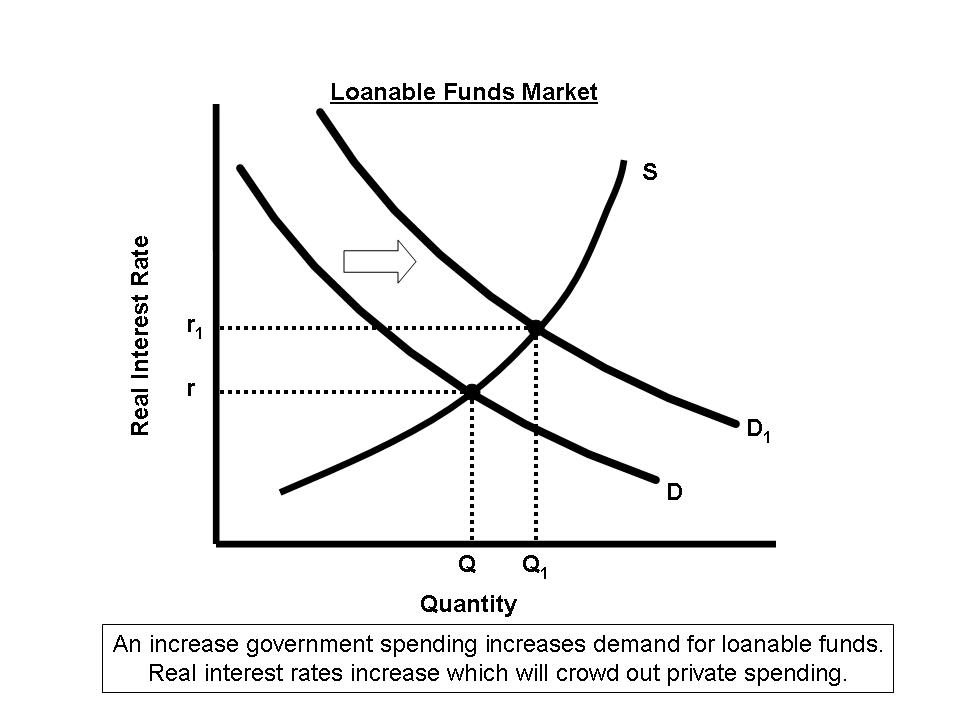 Loanable Funds Market
S
Real Interest Rate
r1
r
D1
D
Q Q1
Quantity
An increase government spending increases demand for loanable funds.
Real interest rates increase which will crowd out private spending.